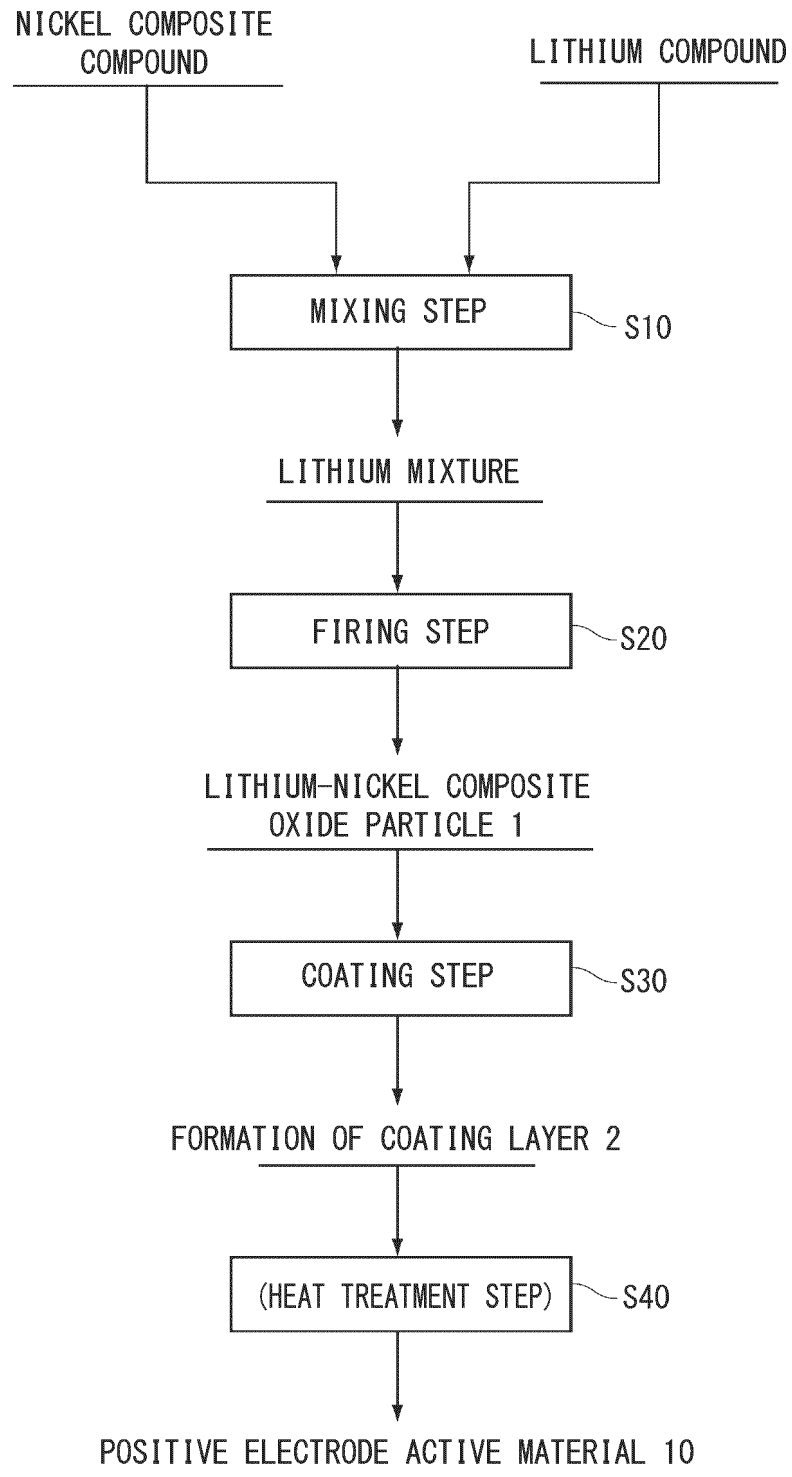 NICKEL COMPOSITE
COMPOUND
LITHIUM COMPOUND
MIXING STEP
S10
LITHIUM MIXTURE
FIRING STEP
S20
LITHIUM-NICKEL COMPOSITE
OXIDE PARTICLE 1
COATING STEP
S30
FORMATION OF COATING LAYER 2
(HEAT TREATMENT STEP)
S40
POSITIVE ELECTRODE ACTIVE MATERIAL 10